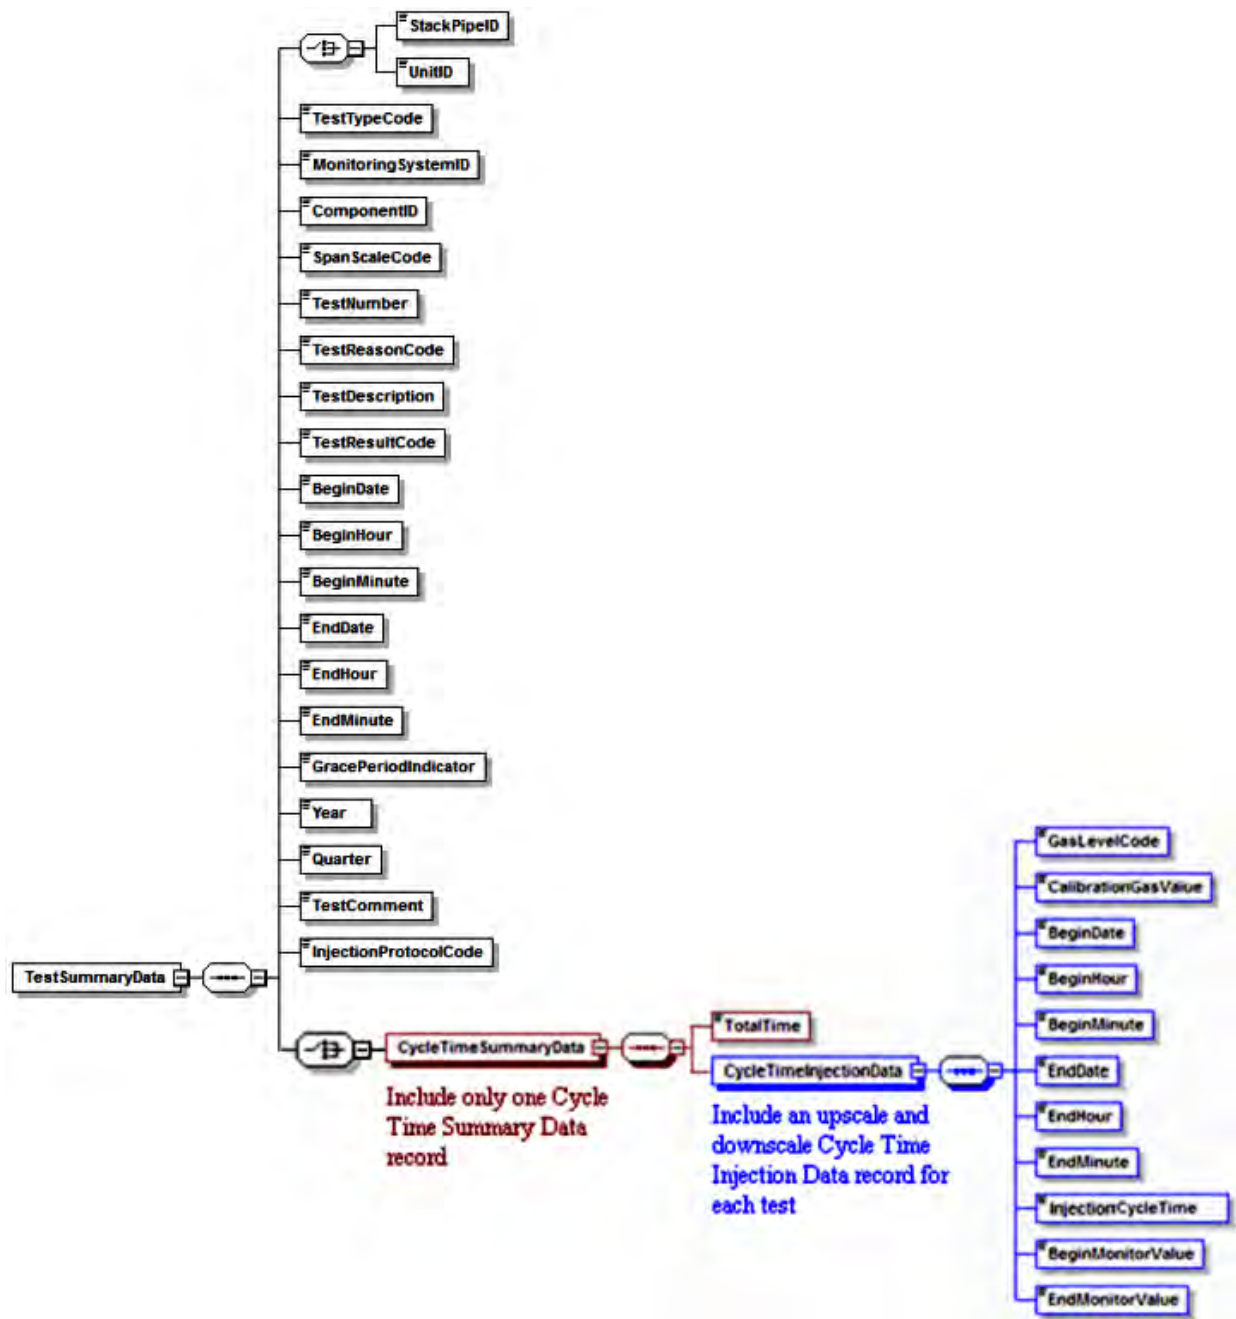 StackPipeID
UnitID
TestTypeCode
MonitoringSystemID
ComponentID
SpanScaleCode
TestNumber
TestReasonCode
TestDescription
TestResultCode
BeginDate
BeginHour
BeginMinute
EndDate
EndHour
EndMinute
GracePeriodIndicator
Year
Quarter
TestComment
InjectionProtocolCode
TestSummaryData
CycleTimeSummaryData
Include only one Cycle
Time Summary Data
record
TotalTime
CycleTimeInjectionData
Include an upscale and
downscale Cycle Time
Injection Data record for
each test
GasLevelCode
CalibrationGasValue
BeginDate
BeginHour
BeginMinute
EndDate
EndHour
EndMinute
InjectionCycleTime
BeginMonitorValue
EndMonitorValue